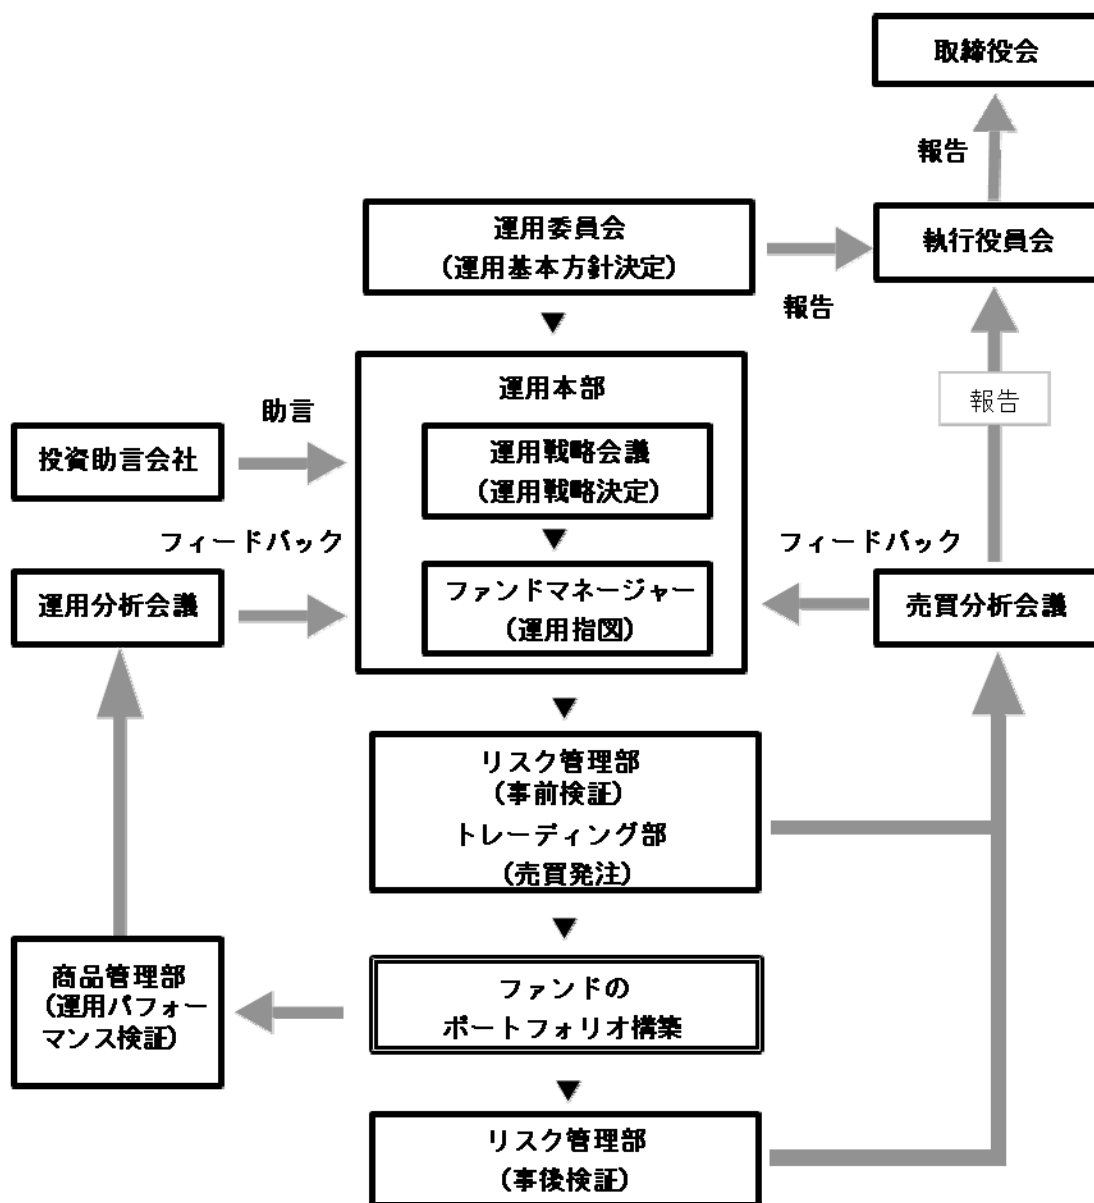 取締役会
報告
運用委員会
(運用基本方針決定)
執行役員会
報告
運用本部
報告
助言
投資助言会社
運用戦略会議
(運用戦略決定)
フィードバック
フィードバック
運用分析会議
ファンドマネージャー
(運用指図)
売買分析会議
リスク管理部
(事前検証)
トレーディング部
(売買発注)
商品管理部
(運用パフォー
マンス検証)
ファンドの
ポートフォリオ構築
リスク管理部
(事後検証)